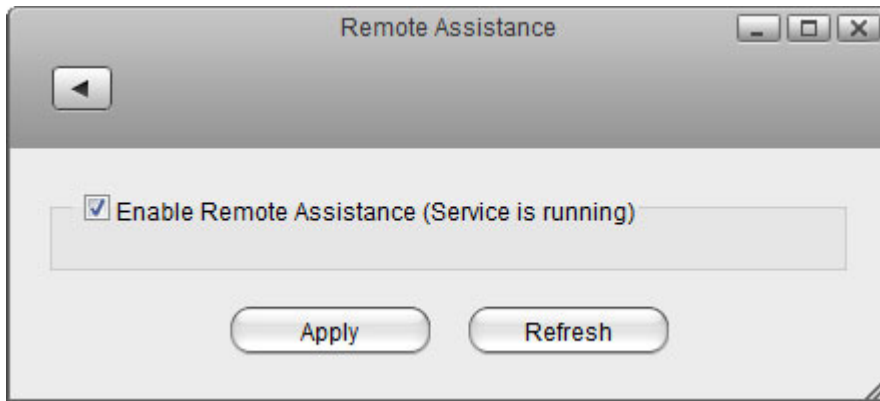 Remote Assistance
Enable Remote Assistance (Service is running)
Apply
Refresh